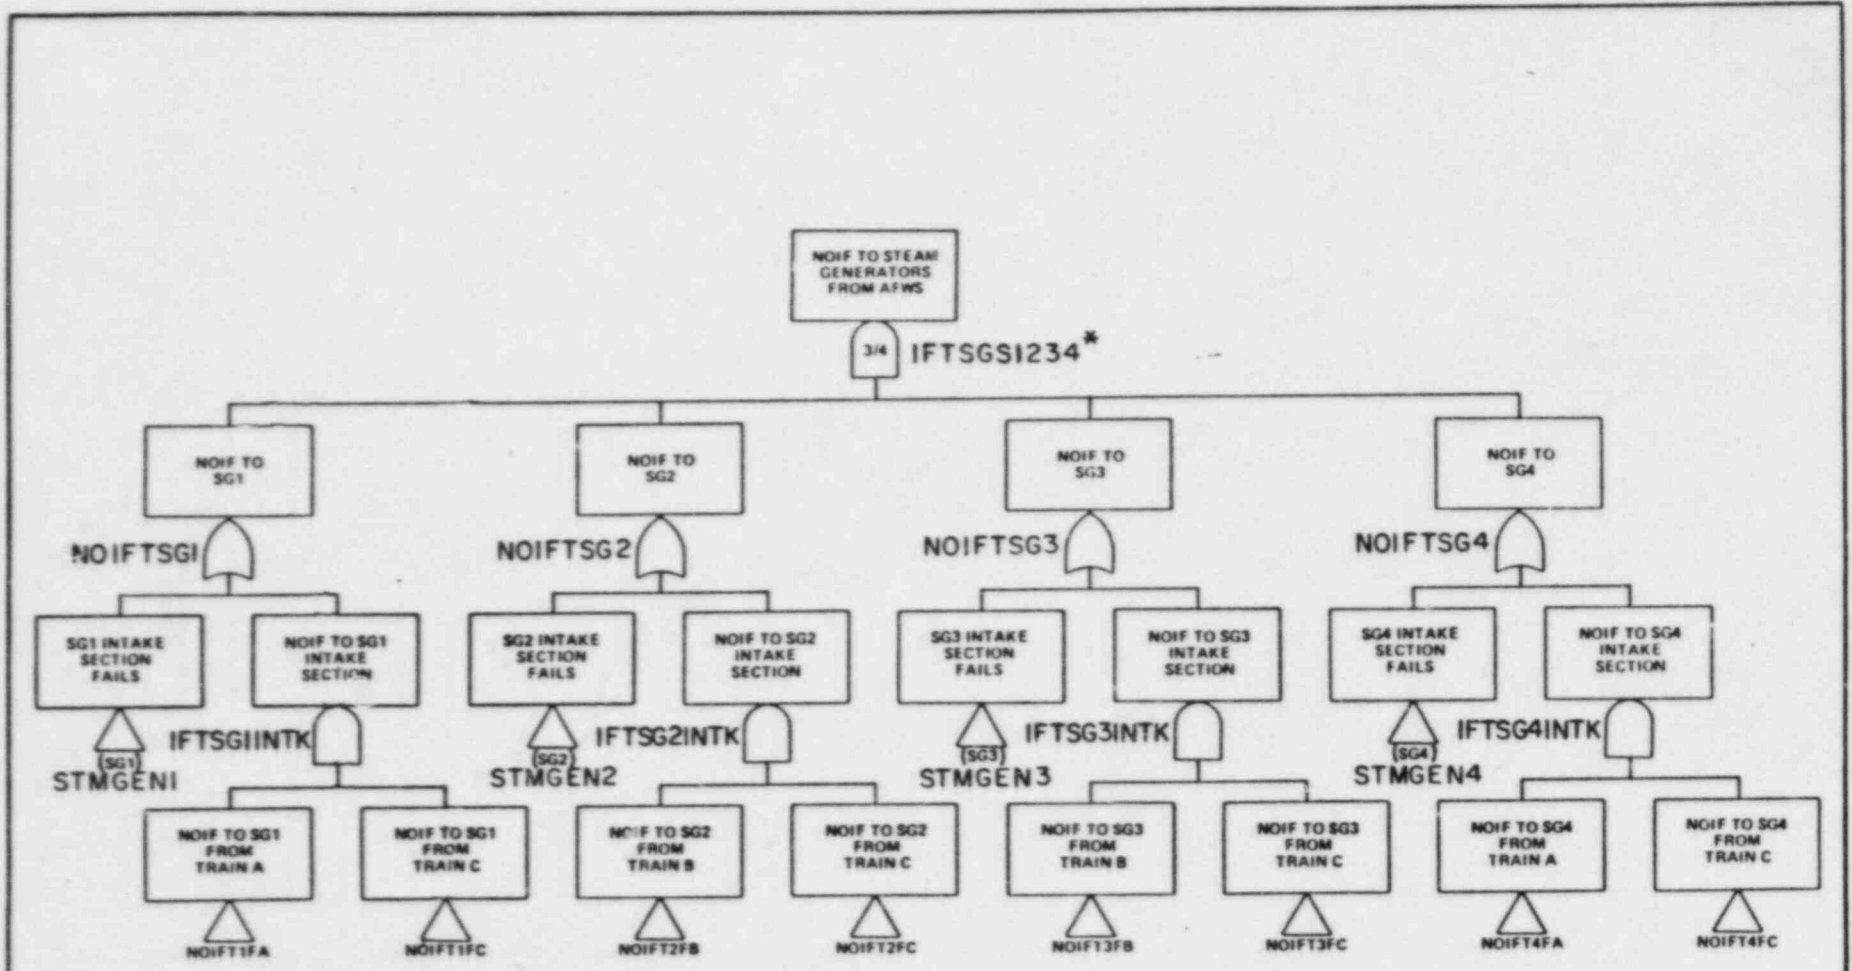 NOIF TO STEAM
GENERATORS
FROM AFWS
3/4
IFTSGS1234*
NOIF TO
SG1
NOIF TO
SG2
NOIF TO
SG3
NOIF TO
SG4
NOIFTSG1
NOIFTSG2
NOIFTSG3
NOIFTSG4
SG1 INTAKE
SECTION
FAILS
NOIF TO SG1
INTAKE
SECTION
SG2 INTAKE
SECTION
FAILS
NOIF TO SG2
INTAKE
SECTION
SG3 INTAKE
SECTION
FAILS
NOIF TO SG3
INTAKE
SECTION
SG4 INTAKE
SECTION
FAILS
NOIF TO SG4
INTAKE
SECTION
(SG1)
STMGEN1
IFTSG1INTK
(SG2)
STMGEN2
IFTSG2INTK
(SG3)
STMGEN3
IFTSG3INTK
(SG4)
STMGEN4
IFTSG4INTK
NOIF TO SG1
FROM
TRAIN A
NOIF TO SG1
FROM
TRAIN C
NOIF TO SG2
FROM
TRAIN B
NOIF TO SG2
FROM
TRAIN C
NOIF TO SG3
FROM
TRAIN B
NOIF TO SG3
FROM
TRAIN C
NOIF TO SG4
FROM
TRAIN A
NOIF TO SG4
FROM
TRAIN C
NOIFT1FA
NOIFT1FC
NOIFT2FB
NOIFT2FC
NOIFT3FB
NOIFT3FC
NOIFT4FA
NOIFT4FC